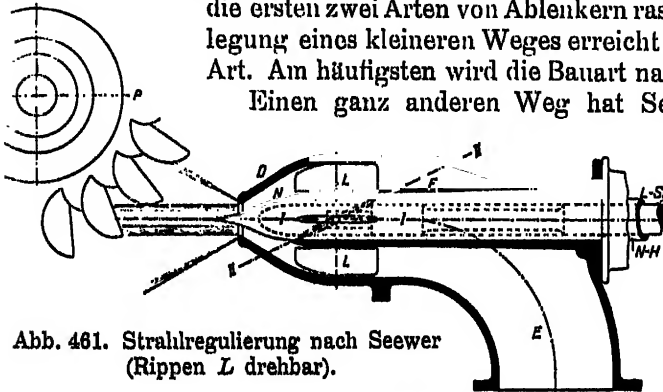 die ersten zwei Arten von Ablenkern ras
legung eines kleineren Weges erreicht
Art. Am häufigsten wird die Bauart na
Einen ganz anderen Weg hat Se
P
D
N
L
F
I
I
L
L-S
N-H
E
Abb. 461. Strahlregulierung nach Seewer
(Rippen L drehbar).